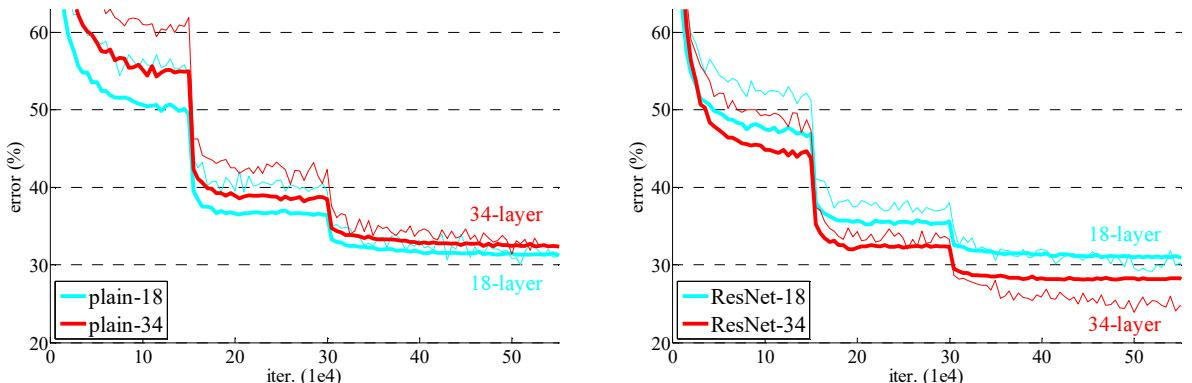 60
50
40
30
20
0 10 20 30 40 50
error (%)
iter. (1e4)
34-layer
18-layer
plain-18
plain-34
60
50
40
30
20
0 10 20 30 40 50
error (%)
iter. (1e4)
18-layer
34-layer
ResNet-18
ResNet-34